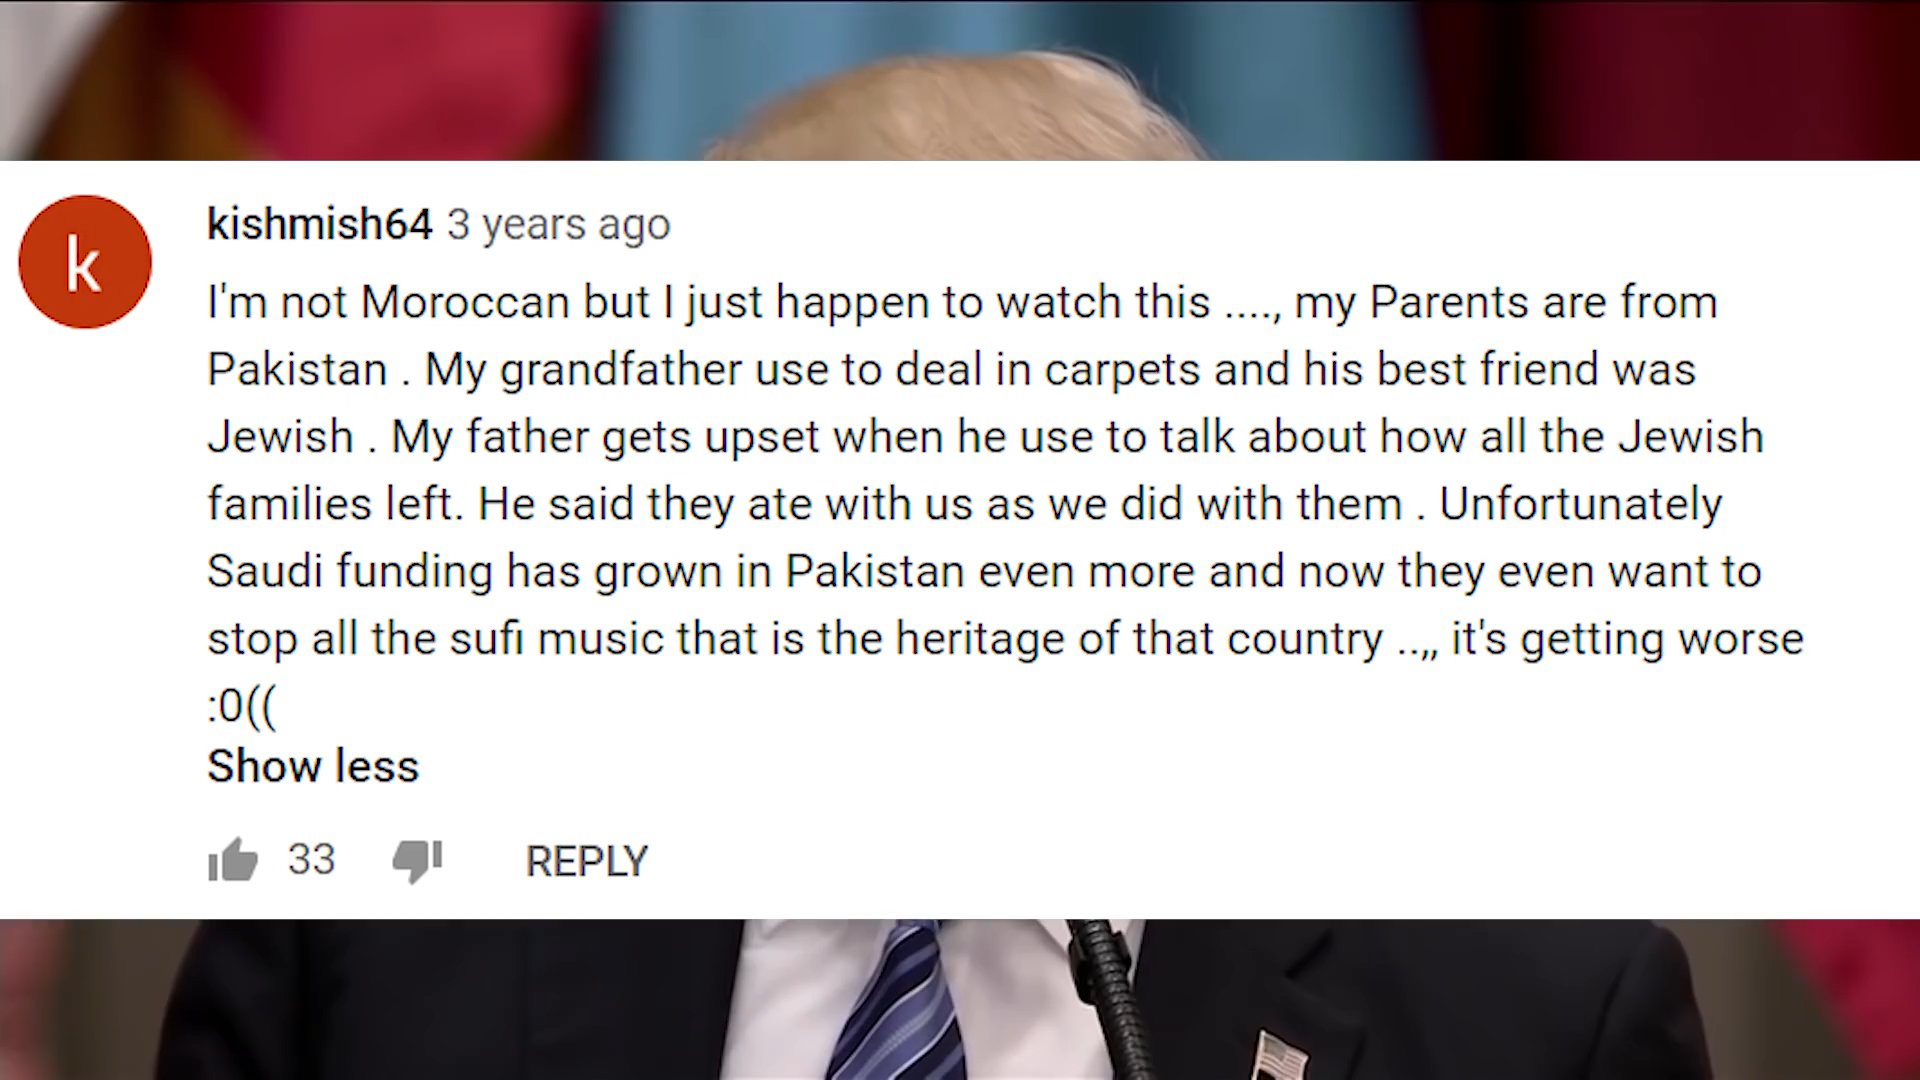 k
kishmish64 3 years ago
I'm not Moroccan but I just happen to watch this ...., my Parents are from
Pakistan . My grandfather use to deal in carpets and his best friend was
Jewish . My father gets upset when he use to talk about how all the Jewish
families left. He said they ate with us as we did with them . Unfortunately
Saudi funding has grown in Pakistan even more and now they even want to
stop all the sufi music that is the heritage of that country ..,, it's getting worse
:0((
Show less
33 REPLY